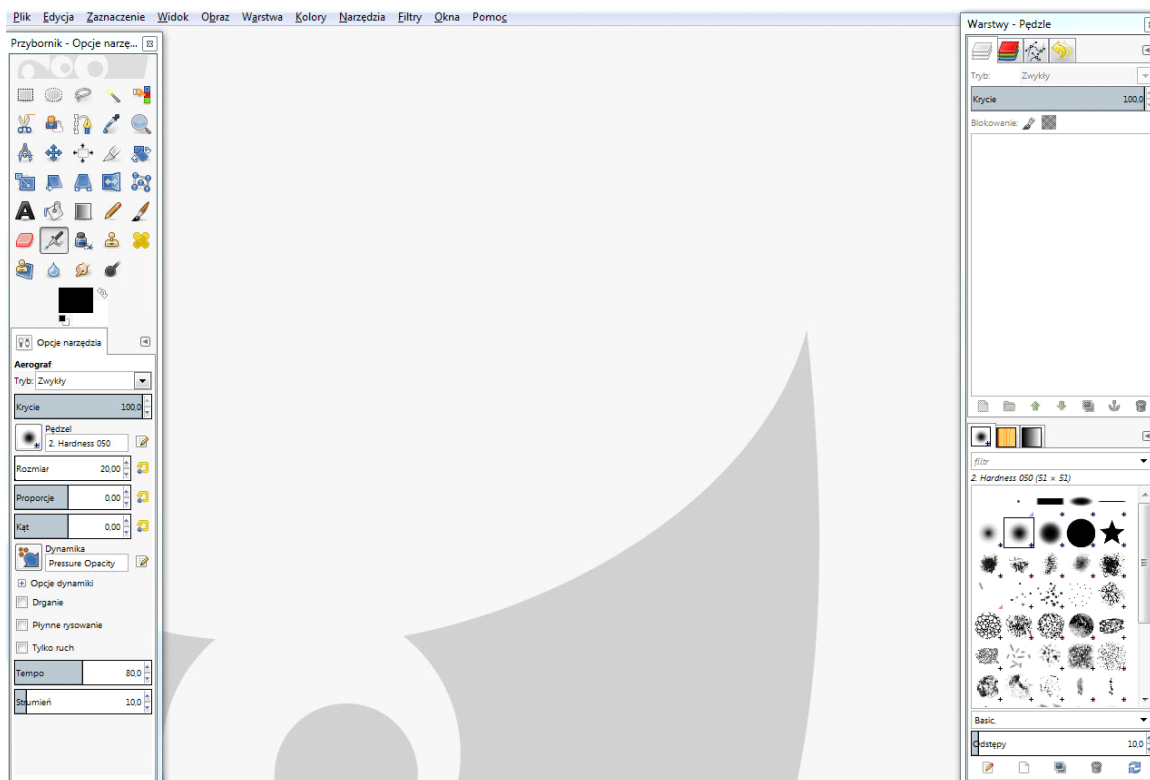 Plik Edycja Zaznaczenie Widok Obraz Warstwa Kolory Narzędzia Filtry Okna Pomoc
Przybornik - Opcje narzę...
Opcje narzędzia
Aerograf
Tryb: Zwykły
Krycie 100,0
Pędzel
2. Hardness 050
Rozmiar 20,00
Proporcje 0,00
Kąt 0,00
Dynamika
Pressure Opacity
Opcje dynamiki
Drganie
Płynne rysowanie
Tylko ruch
Tempo 80,0
Strumień 10,0
Warstwy - Pędzle
Tryb: Zwykły
Krycie 100,0
Blokowanie:
filtr
2. Hardness 050 (51 × 51)
Basic,
Odstępy 10,0